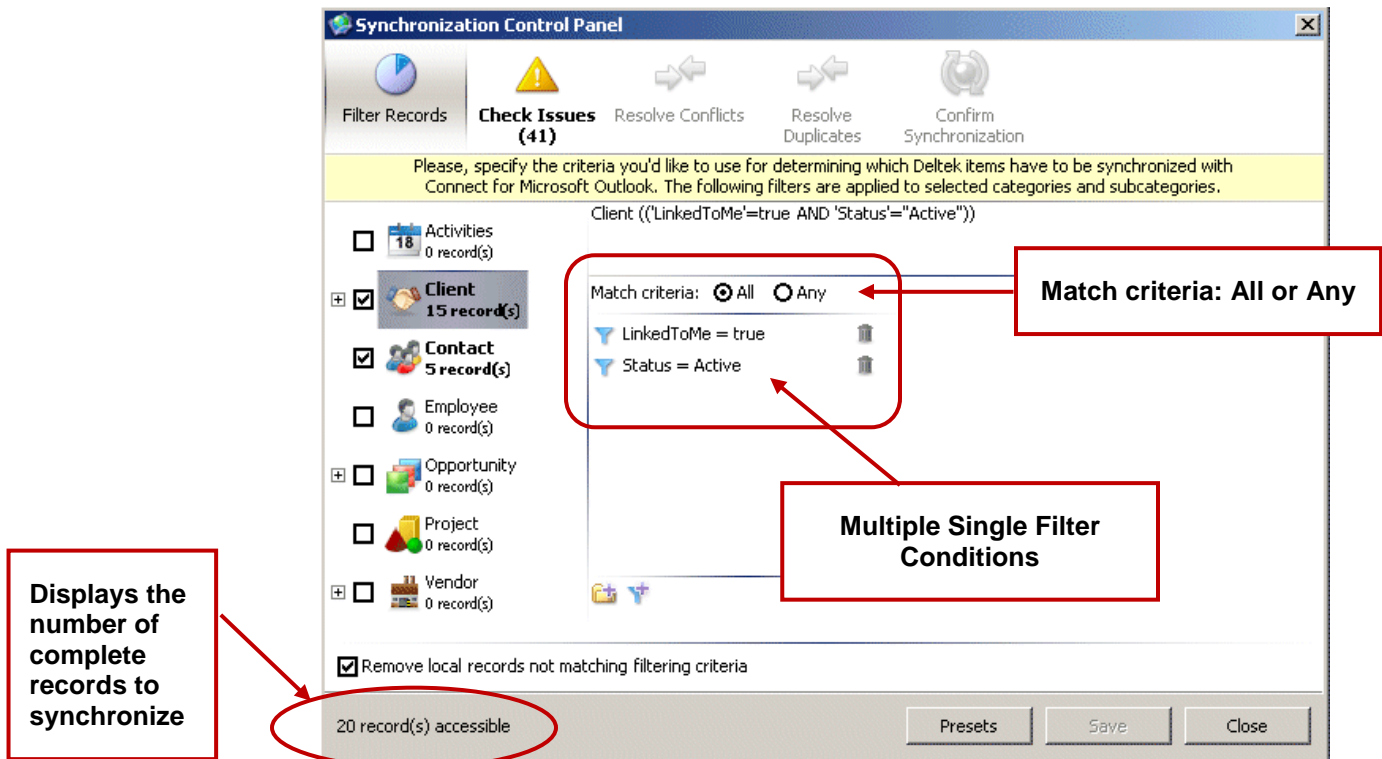 Synchronization Control Panel
Filter Records
Check Issues
(41)
Resolve Conflicts
Resolve
Duplicates
Confirm
Synchronization
Please, specify the criteria you'd like to use for determining which Deltek items have to be synchronized with
Connect for Microsoft Outlook. The following filters are applied to selected categories and subcategories.
18
Activities
0 record(s)
Client
15 record(s)
Contact
5 record(s)
Employee
0 record(s)
Opportunity
0 record(s)
Project
0 record(s)
Vendor
0 record(s)
Client (('LinkedToMe'=true AND 'Status'="Active"))
Match criteria: All Any
LinkedToMe = true
Status = Active
Match criteria: All or Any
Multiple Single Filter
Conditions
Displays the
number of
complete
records to
synchronize
Remove local records not matching filtering criteria
20 record(s) accessible
Presets
Save
Close